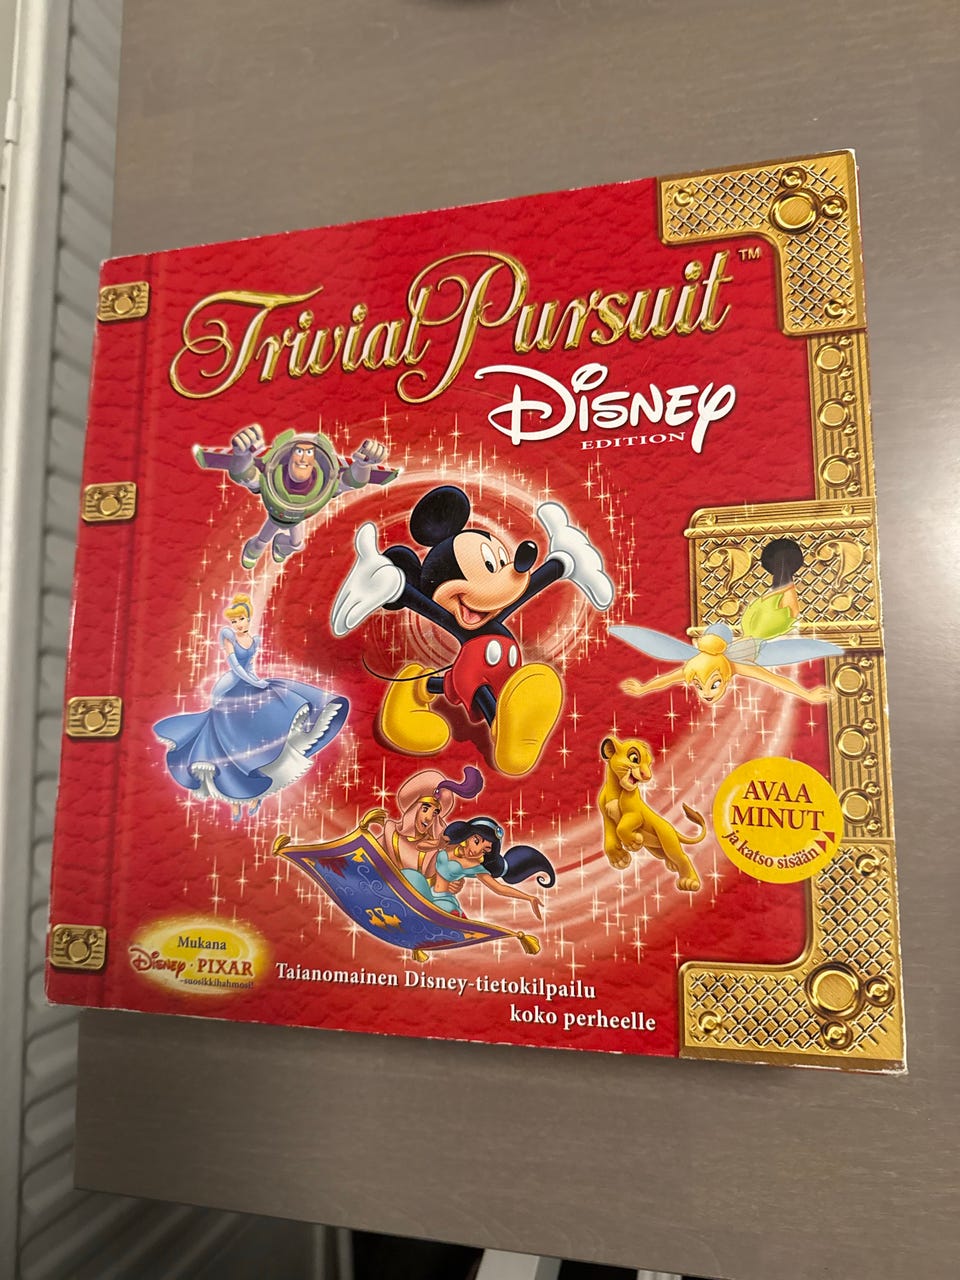 Trivial Pursuit™
Disney
EDITION
AVAA
MINUT
ja katso sisään
Mukana
Disney · PIXAR
-suosikkihahmosi!
Taianomainen Disney-tietokilpailu
koko perheelle